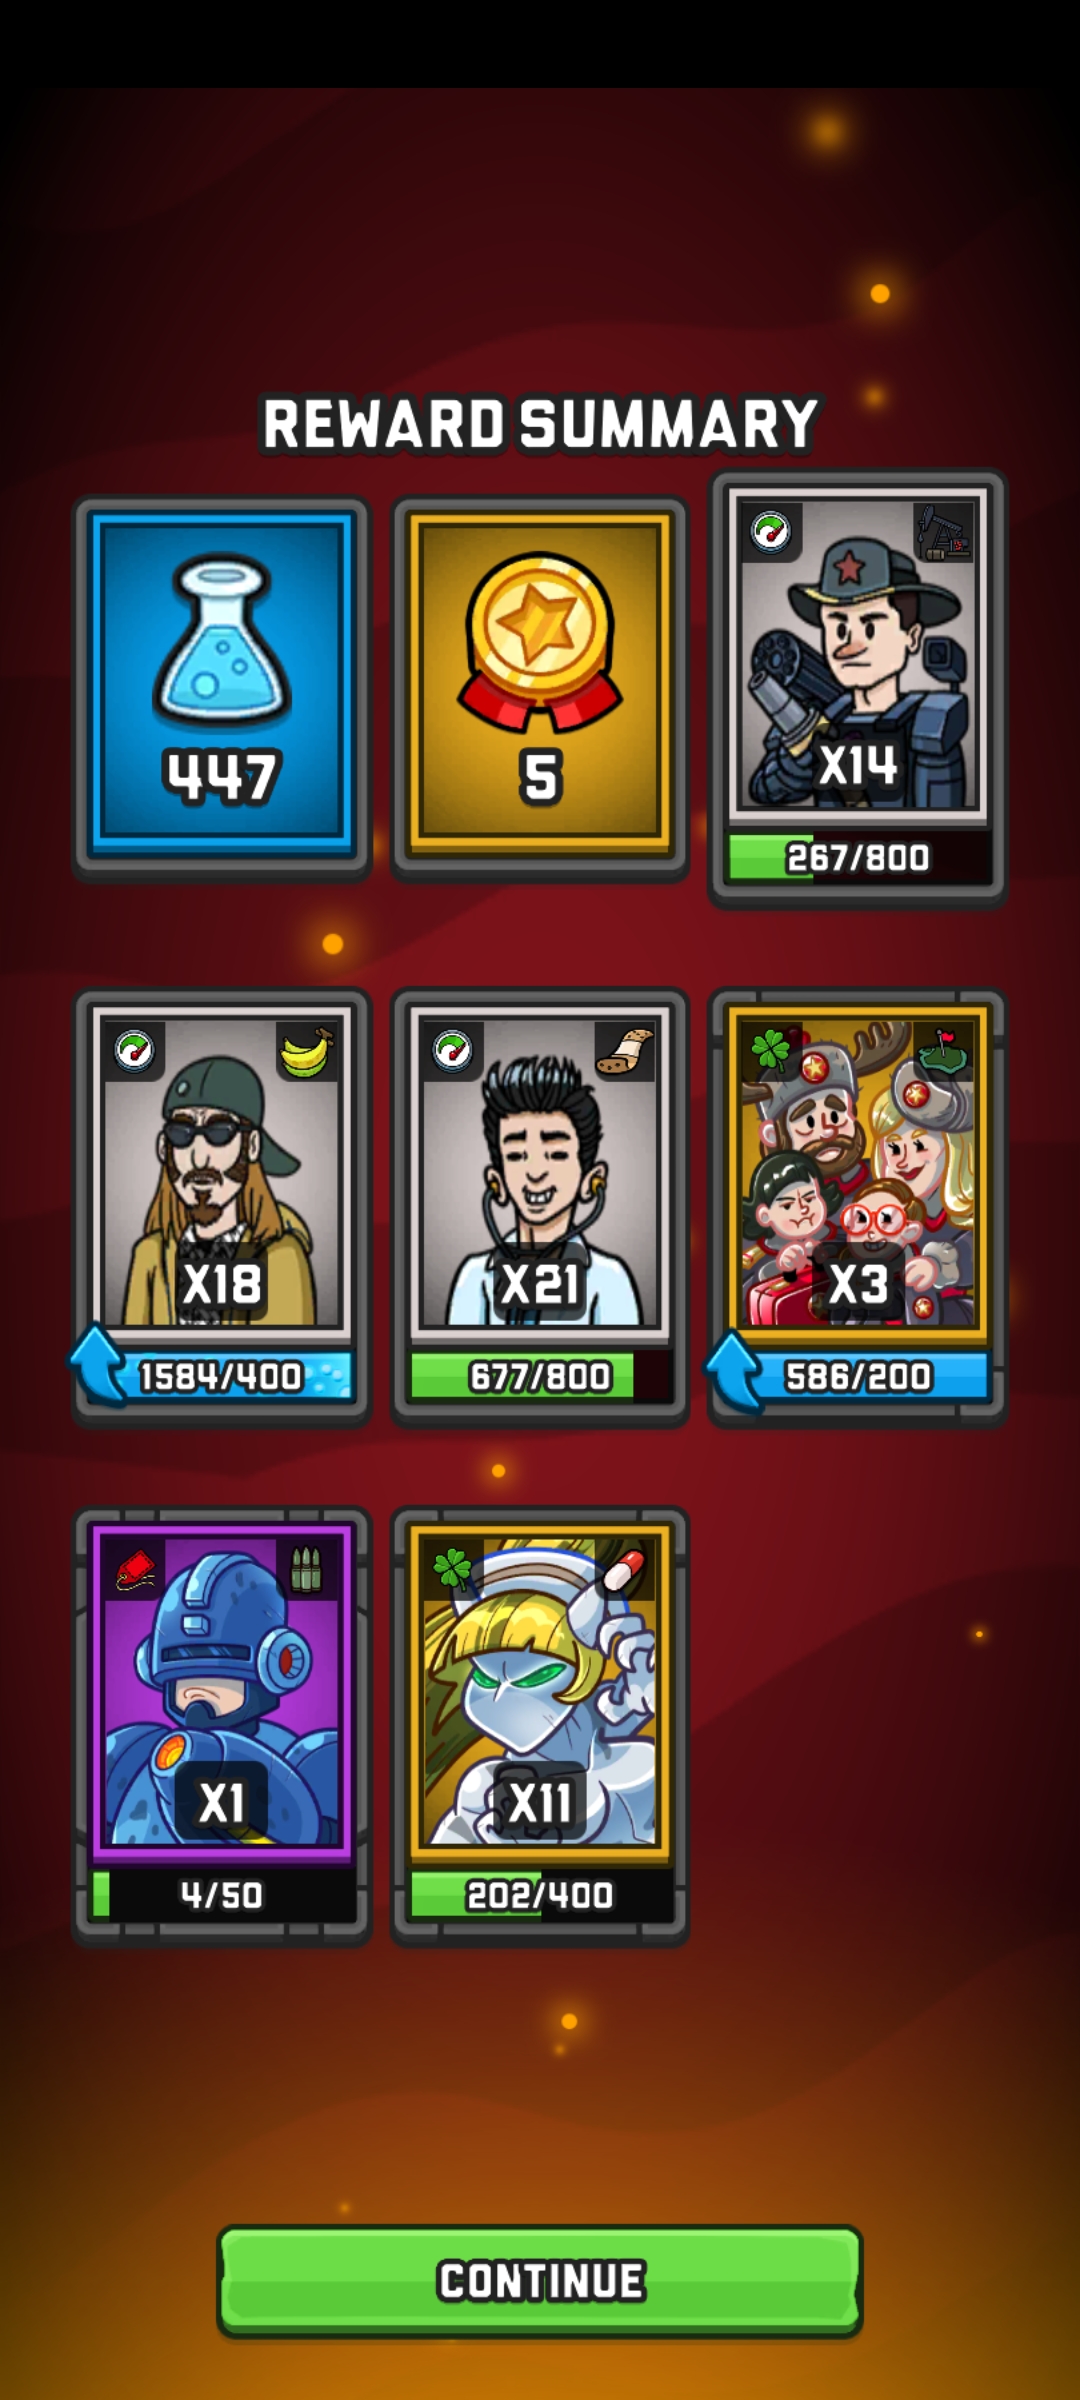 REWARD SUMMARY
447
5
X14
267/800
X18
1584/400
X21
677/800
X3
586/200
X1
4/50
X11
202/400
CONTINUE